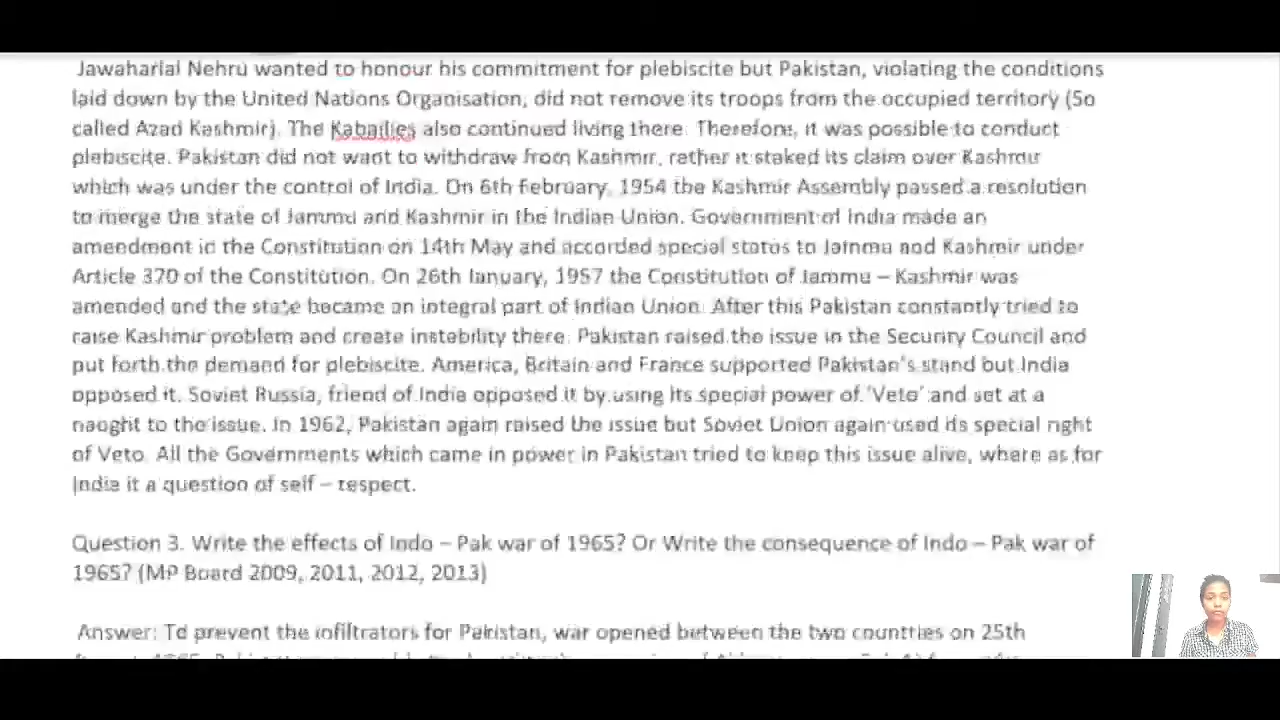 Jawaharlal Nehru wanted to honour his commitment for plebiscite but Pakistan, violating the conditions
laid down by the United Nations Organisation, did not remove its troops from the occupied territory (So
called Azad Kashmir). The Kabailies also continued living there. Therefore, it was possible to conduct
plebiscite. Pakistan did not want to withdraw from Kashmir, rather it staked its claim over Kashmir
which was under the control of India. On 6th February, 1954 the Kashmir Assembly passed a resolution
to merge the state of Jammu and Kashmir in the Indian Union. Government of India made an
amendment in the Constitution on 14th May and accorded special status to Jammu and Kashmir under
Article 370 of the Constitution. On 26th January, 1957 the Constitution of Jammu – Kashmir was
amended and the state became an integral part of Indian Union. After this Pakistan constantly tried to
raise Kashmir problem and create instability there. Pakistan raised the issue in the Security Council and
put forth the demand for plebiscite. America, Britain and France supported Pakistan's stand but India
opposed it. Soviet Russia, friend of India opposed it by using its special power of 'Veto' and set at a
naught to the issue. In 1962, Pakistan again raised the issue but Soviet Union again used its special right
of Veto. All the Governments which came in power in Pakistan tried to keep this issue alive, where as for
India it a question of self – respect.
Question 3. Write the effects of Indo – Pak war of 1965? Or Write the consequence of Indo – Pak war of
1965? (MP Board 2009, 2011, 2012, 2013)
Answer: To prevent the infiltrators for Pakistan, war opened between the two countries on 25th